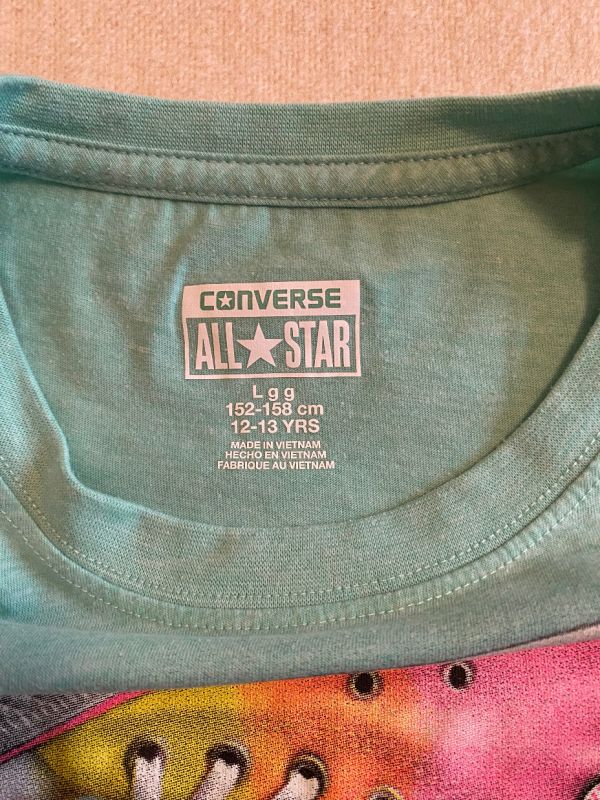 CONVERSE
ALL★STAR
L g g
152-158 cm
12-13 YRS
MADE IN VIETNAM
HECHO EN VIETNAM
FABRIQUE AU VIETNAM